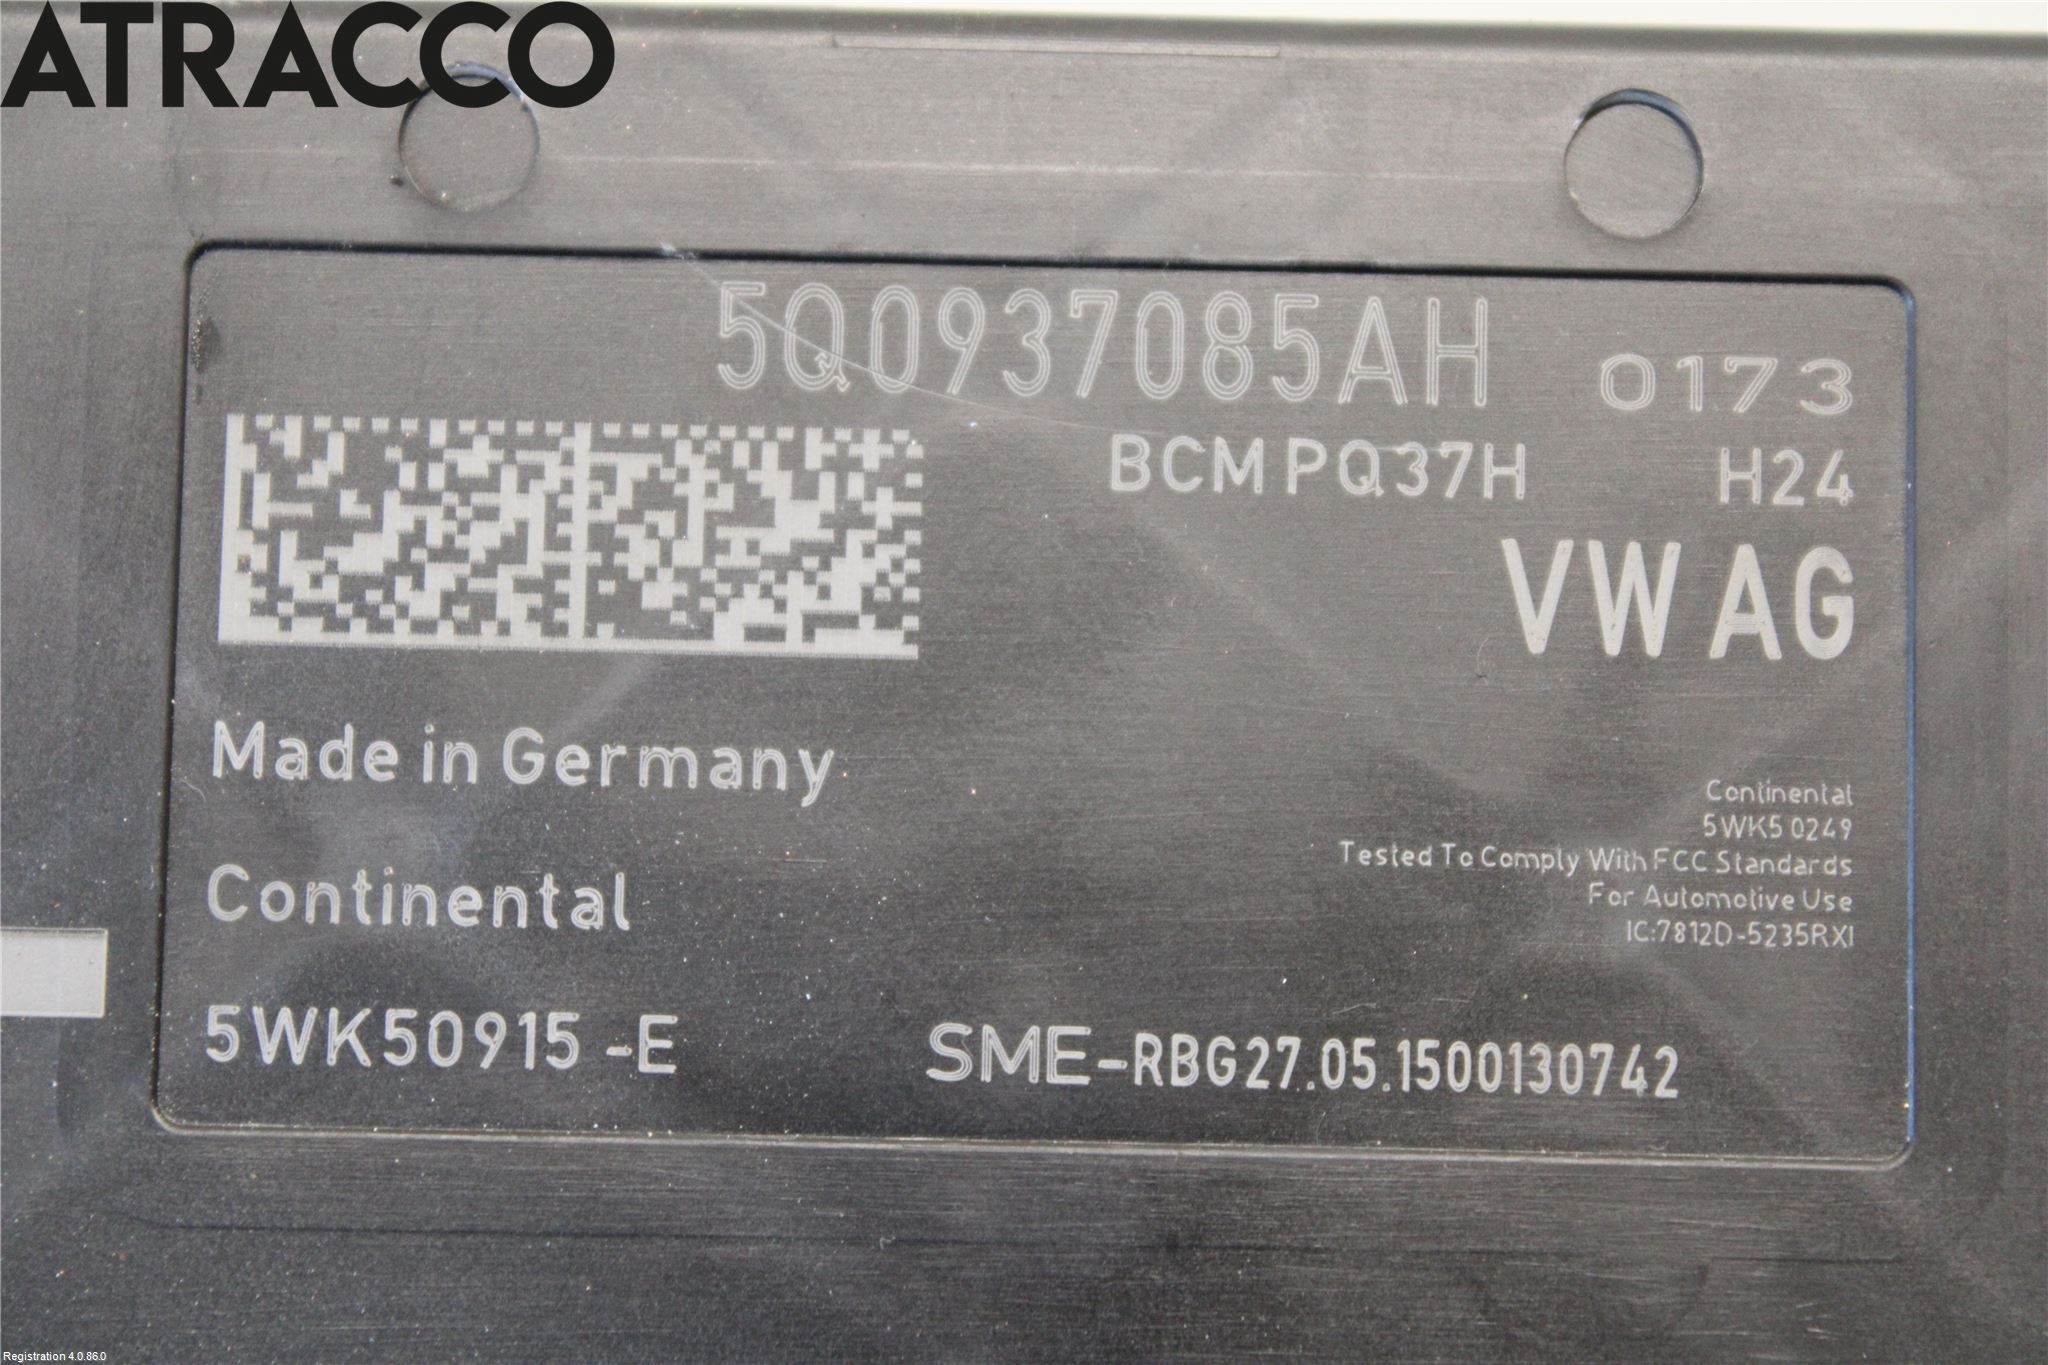 ATRACCO
5Q0937085AH 0173
BCM PQ37H H24
VW AG
Made in Germany
Continental
5WK5 0249
Tested To Comply With FCC Standards
For Automotive Use
IC:7812D-5235RXI
Continental
5WK50915 -E
SME-RBG27.05.1500130742
Registration 4.0.86.0